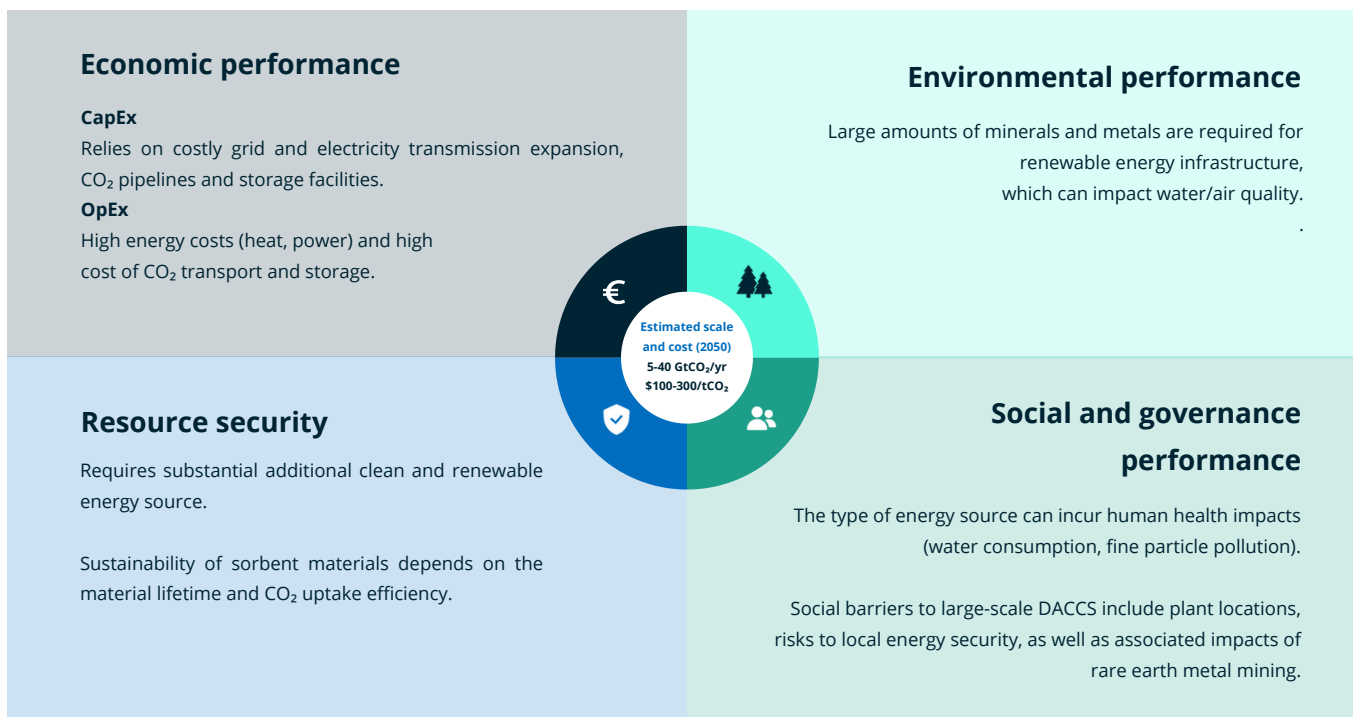 Economic performance
CapEx
Relies on costly grid and electricity transmission expansion,
CO₂ pipelines and storage facilities.
OpEx
High energy costs (heat, power) and high
cost of CO₂ transport and storage.
Environmental performance
Large amounts of minerals and metals are required for
renewable energy infrastructure,
which can impact water/air quality.
.
€
Estimated scale
and cost (2050)
5-40 GtCO₂/yr
$100-300/tCO₂
Resource security
Requires substantial additional clean and renewable
energy source.
Sustainability of sorbent materials depends on the
material lifetime and CO₂ uptake efficiency.
Social and governance
performance
The type of energy source can incur human health impacts
(water consumption, fine particle pollution).
Social barriers to large-scale DACCS include plant locations,
risks to local energy security, as well as associated impacts of
rare earth metal mining.